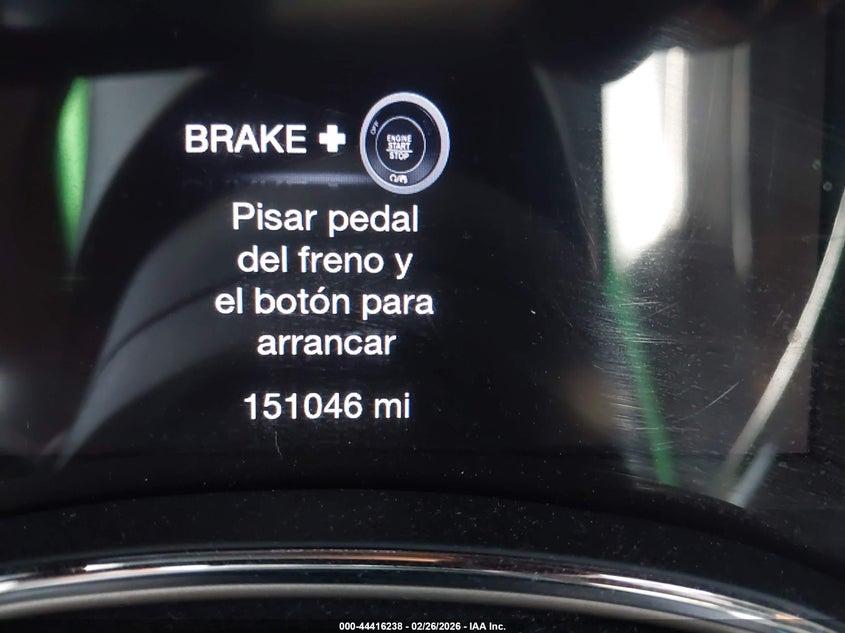 BRAKE +
OFF
ENGINE
START
STOP
Pisar pedal
del freno y
el botón para
arrancar
151046 mi
000-44416238 - 02/26/2026 - IAA Inc.